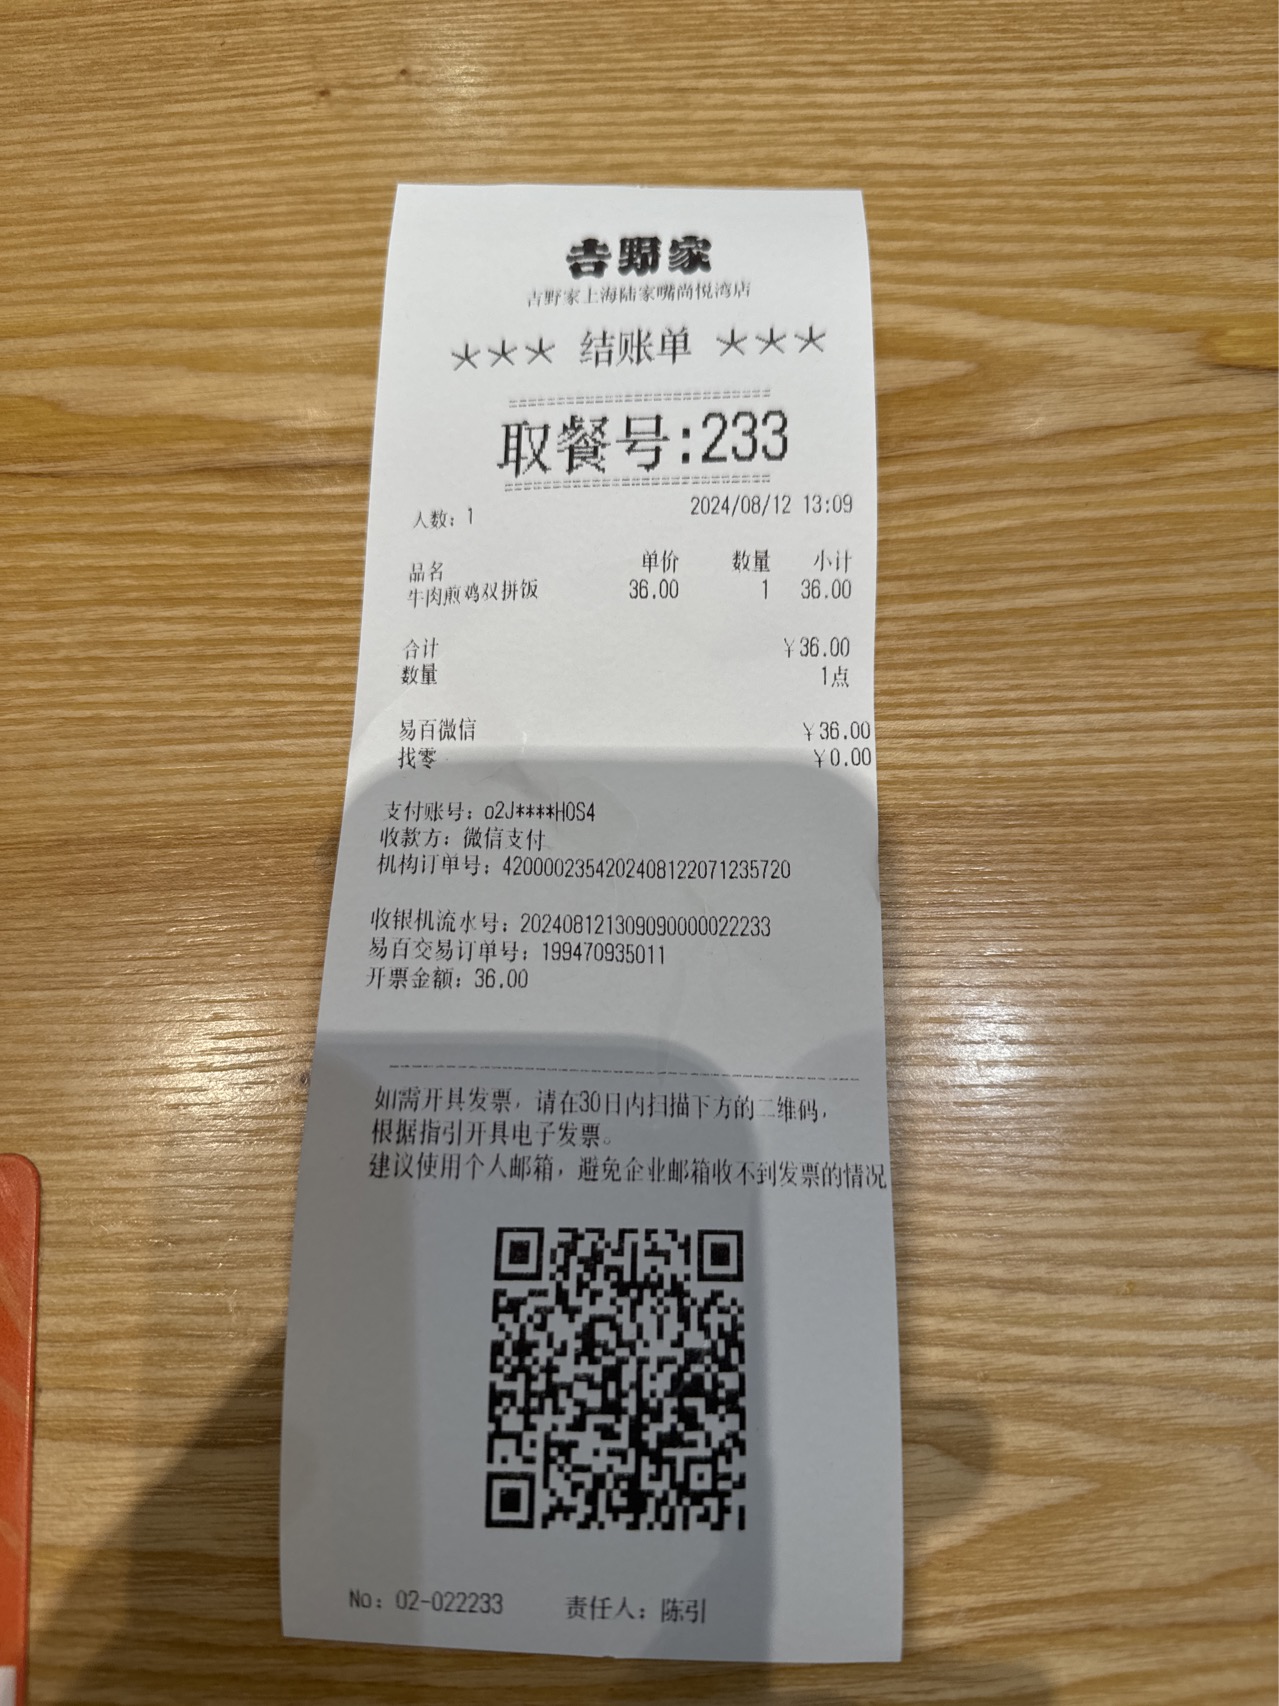 吉野家
吉野家上海陆家嘴尚悦湾店
*** 结账单 ***
取餐号:233
人数: 1 2024/08/12 13:09
品名 单价 数量 小计
牛肉煎鸡双拼饭 36.00 1 36.00
合计 ¥36.00
数量 1点
易百微信 ¥36.00
找零 ¥0.00
支付账号: o2J****HOS4
收款方: 微信支付
机构订单号: 4200002354202408122071235720
收银机流水号: 2024081213090900000​22233
易百交易订单号: 199470935011
开票金额: 36.00
如需开具发票, 请在30日内扫描下方的二维码,
根据指引开具电子发票。
建议使用个人邮箱, 避免企业邮箱收不到发票的情况
No: 02-022233 责任人: 陈引